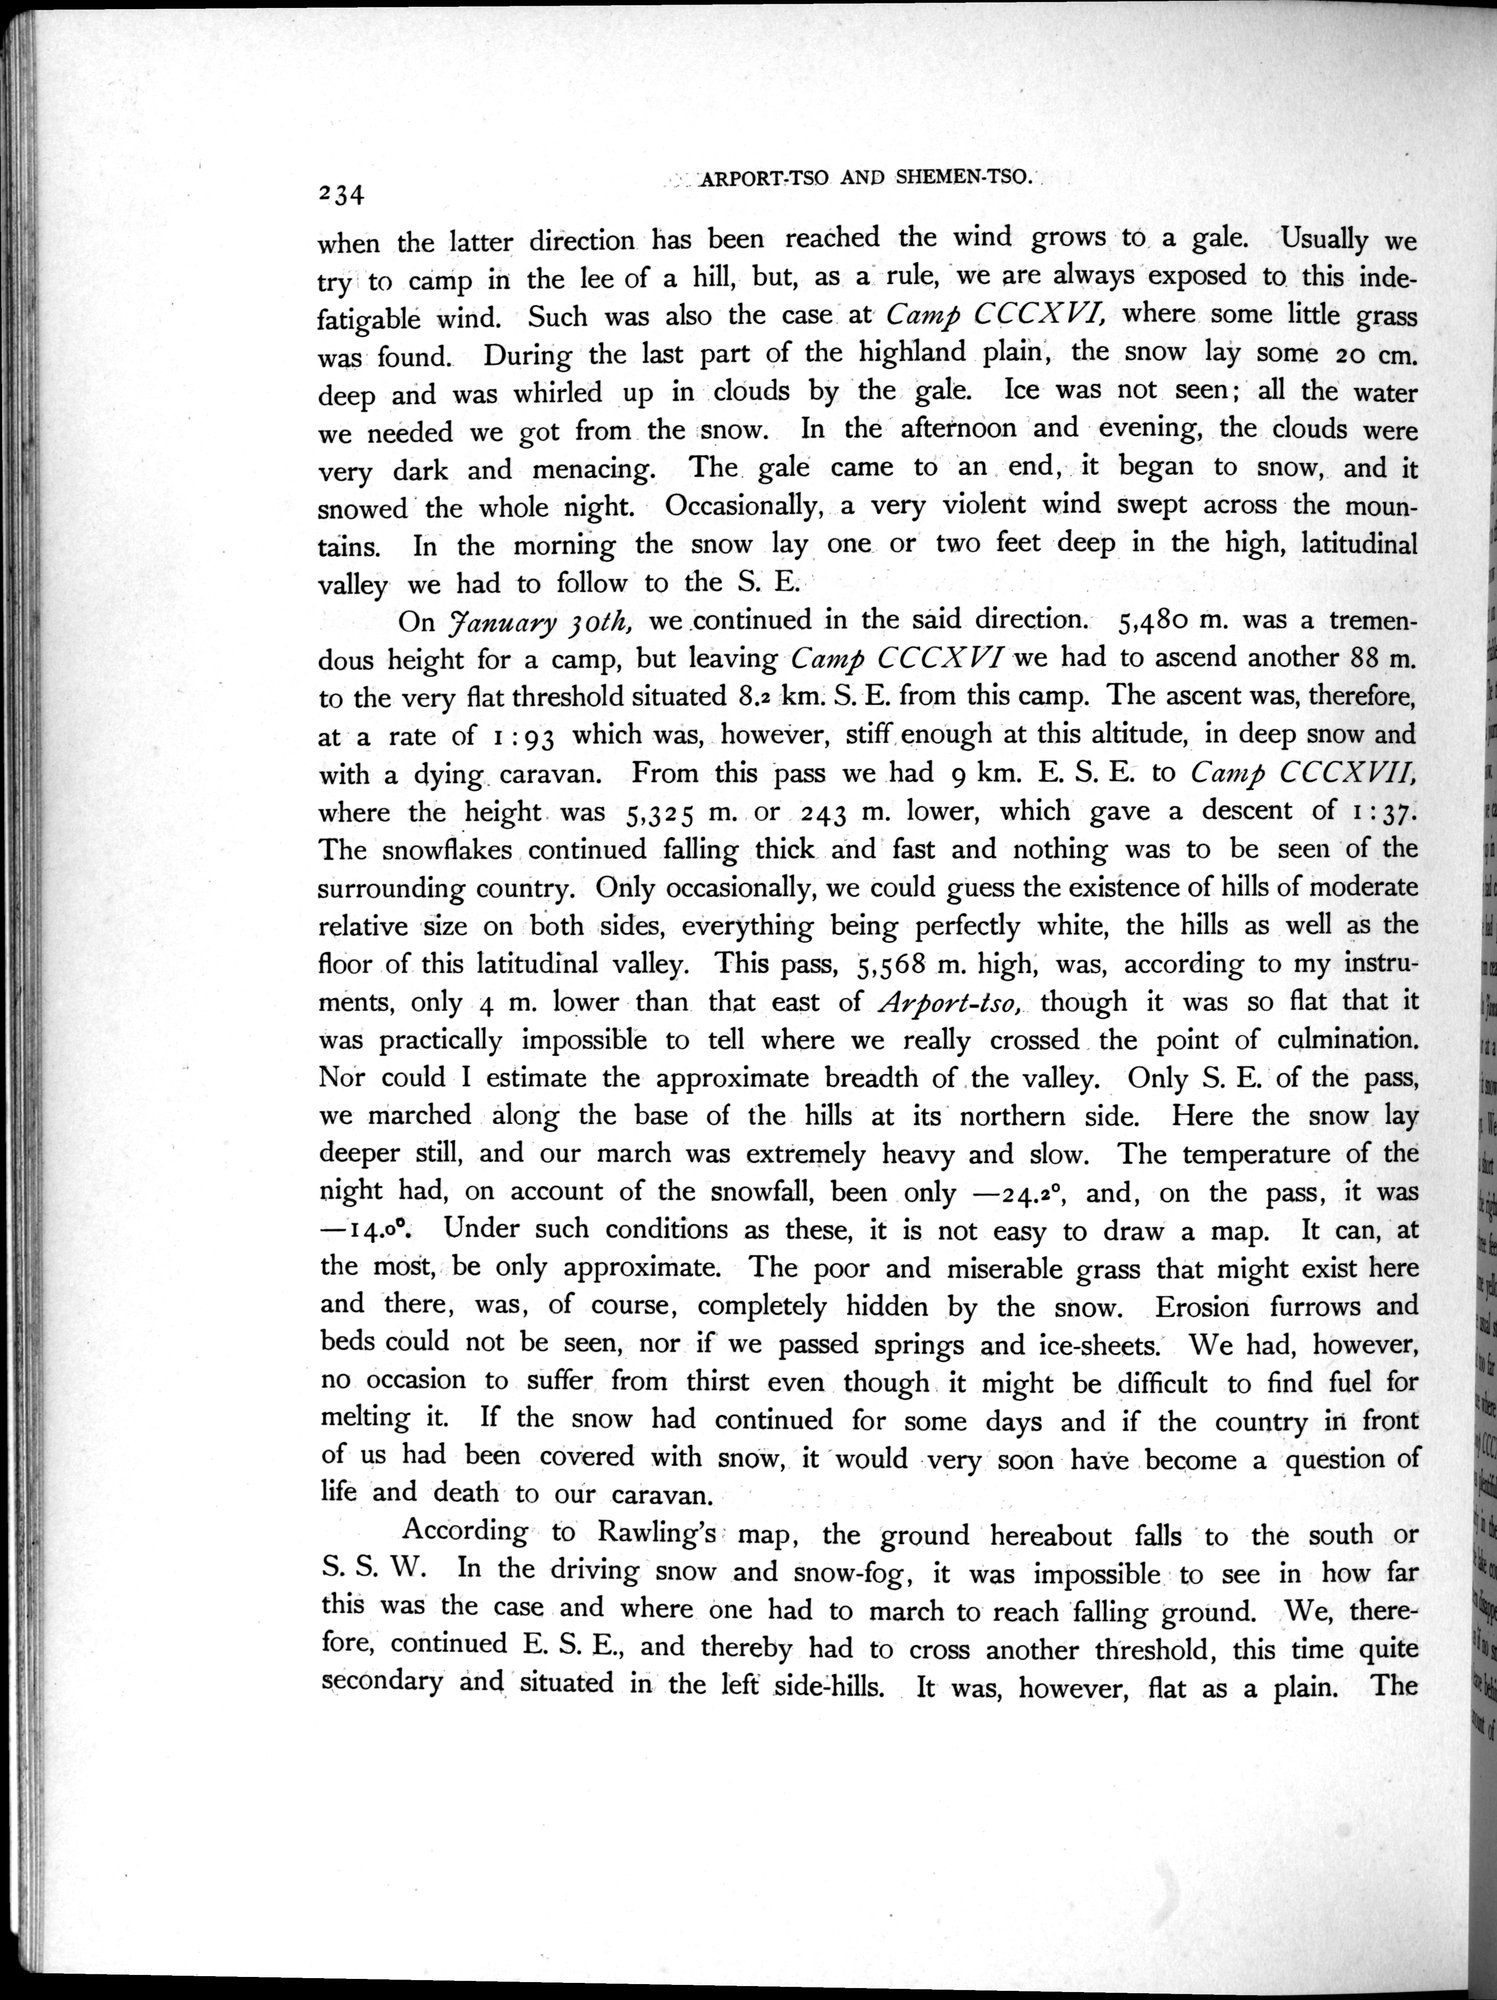 234
ARPORT-TSO AND SHEMEN-TSO.
when the latter direction has been reached the wind grows to a gale. Usually we
try to camp in the lee of a hill, but, as a rule, we are always exposed to this inde-
fatigable wind. Such was also the case at Camp CCCXVI, where some little grass
was found. During the last part of the highland plain, the snow lay some 20 cm.
deep and was whirled up in clouds by the gale. Ice was not seen; all the water
we needed we got from the snow. In the afternoon and evening, the clouds were
very dark and menacing. The gale came to an end, it began to snow, and it
snowed the whole night. Occasionally, a very violent wind swept across the moun-
tains. In the morning the snow lay one or two feet deep in the high, latitudinal
valley we had to follow to the S. E.
On January 30th, we continued in the said direction. 5,480 m. was a tremen-
dous height for a camp, but leaving Camp CCCXVI we had to ascend another 88 m.
to the very flat threshold situated 8.2 km. S. E. from this camp. The ascent was, therefore,
at a rate of 1 : 93 which was, however, stiff enough at this altitude, in deep snow and
with a dying caravan. From this pass we had 9 km. E. S. E. to Camp CCCXVII,
where the height was 5,325 m. or 243 m. lower, which gave a descent of 1 : 37.
The snowflakes continued falling thick and fast and nothing was to be seen of the
surrounding country. Only occasionally, we could guess the existence of hills of moderate
relative size on both sides, everything being perfectly white, the hills as well as the
floor of this latitudinal valley. This pass, 5,568 m. high, was, according to my instru-
ments, only 4 m. lower than that east of Arport-tso, though it was so flat that it
was practically impossible to tell where we really crossed the point of culmination.
Nor could I estimate the approximate breadth of the valley. Only S. E. of the pass,
we marched along the base of the hills at its northern side. Here the snow lay
deeper still, and our march was extremely heavy and slow. The temperature of the
night had, on account of the snowfall, been only —24.2°, and, on the pass, it was
—14.0°. Under such conditions as these, it is not easy to draw a map. It can, at
the most, be only approximate. The poor and miserable grass that might exist here
and there, was, of course, completely hidden by the snow. Erosion furrows and
beds could not be seen, nor if we passed springs and ice-sheets. We had, however,
no occasion to suffer from thirst even though it might be difficult to find fuel for
melting it. If the snow had continued for some days and if the country in front
of us had been covered with snow, it would very soon have become a question of
life and death to our caravan.
According to Rawling's map, the ground hereabout falls to the south or
S. S. W. In the driving snow and snow-fog, it was impossible to see in how far
this was the case and where one had to march to reach falling ground. We, there-
fore, continued E. S. E., and thereby had to cross another threshold, this time quite
secondary and situated in the left side-hills. It was, however, flat as a plain. The